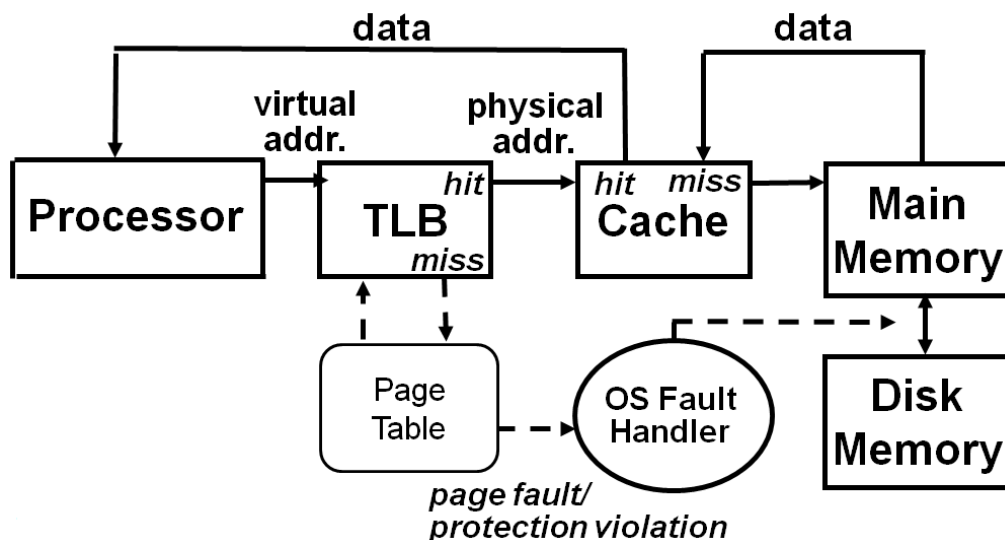 data
data
virtual
addr.
physical
addr.
Processor
hit
TLB
miss
hit
miss
Cache
Main
Memory
Page
Table
OS Fault
Handler
Disk
Memory
page fault/
protection violation